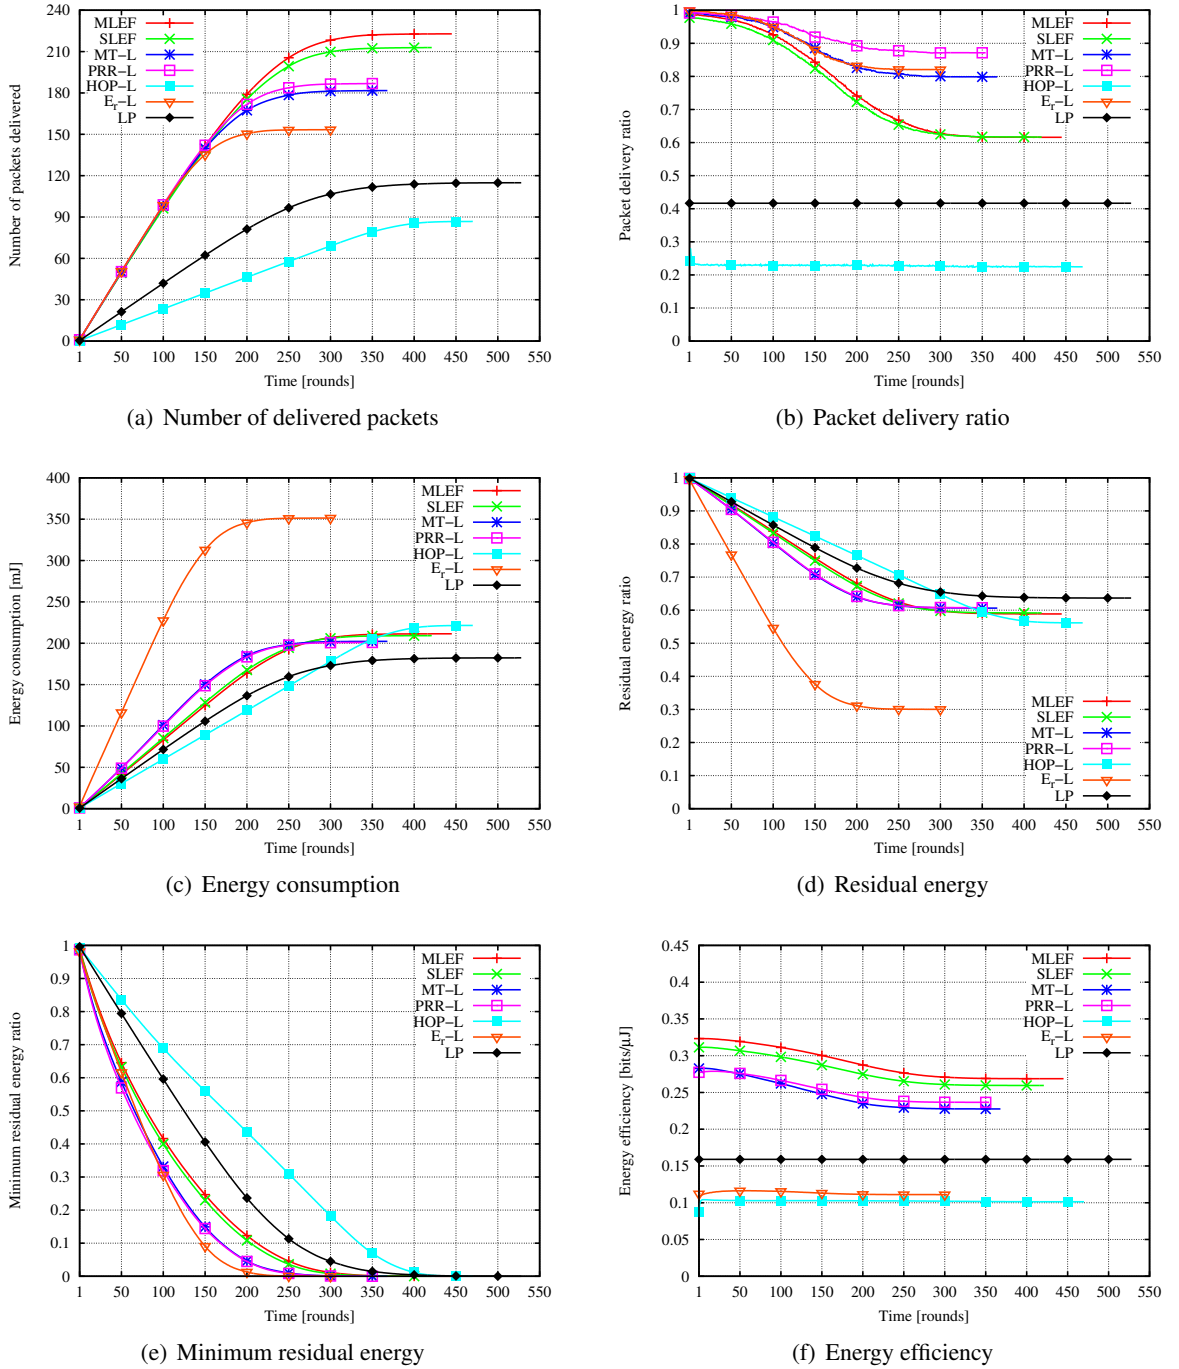 240
210
180
150
120
90
60
30
0
1 50 100 150 200 250 300 350 400 450 500 550
Number of packets delivered
Time [rounds]
MLEF
SLEF
MT-L
PRR-L
HOP-L
Er-L
LP
(a) Number of delivered packets
1
0.9
0.8
0.7
0.6
0.5
0.4
0.3
0.2
0.1
0
1 50 100 150 200 250 300 350 400 450 500 550
Packet delivery ratio
Time [rounds]
MLEF
SLEF
MT-L
PRR-L
HOP-L
Er-L
LP
(b) Packet delivery ratio
400
350
300
250
200
150
100
50
0
1 50 100 150 200 250 300 350 400 450 500 550
Energy consumption [mJ]
Time [rounds]
MLEF
SLEF
MT-L
PRR-L
HOP-L
Er-L
LP
(c) Energy consumption
1
0.9
0.8
0.7
0.6
0.5
0.4
0.3
0.2
0.1
0
1 50 100 150 200 250 300 350 400 450 500 550
Residual energy ratio
Time [rounds]
MLEF
SLEF
MT-L
PRR-L
HOP-L
Er-L
LP
(d) Residual energy
1
0.9
0.8
0.7
0.6
0.5
0.4
0.3
0.2
0.1
0
1 50 100 150 200 250 300 350 400 450 500 550
Minimum residual energy ratio
Time [rounds]
MLEF
SLEF
MT-L
PRR-L
HOP-L
Er-L
LP
(e) Minimum residual energy
0.45
0.4
0.35
0.3
0.25
0.2
0.15
0.1
0.05
0
1 50 100 150 200 250 300 350 400 450 500 550
Energy efficiency [bits/μJ]
Time [rounds]
MLEF
SLEF
MT-L
PRR-L
HOP-L
Er-L
LP
(f) Energy efficiency